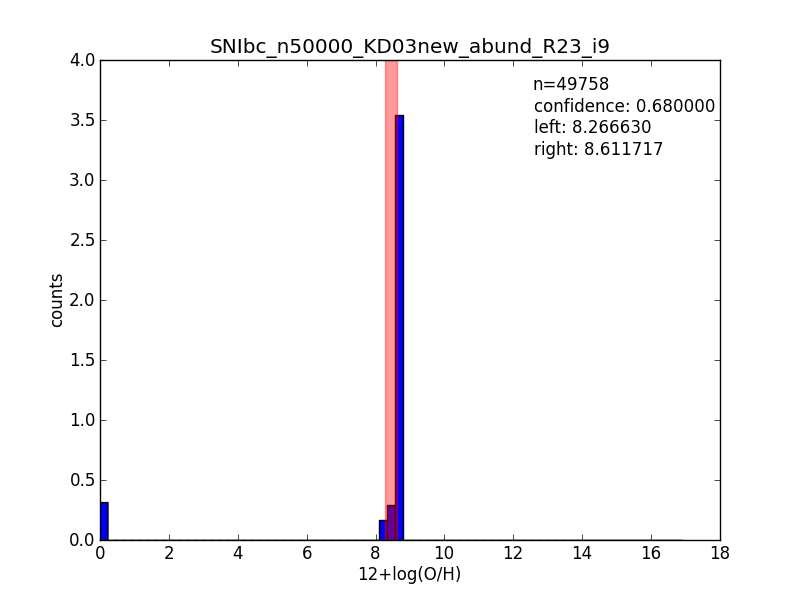 SNIbc_n50000_KD03new_abund_R23_i9
n=49758
confidence: 0.680000
left: 8.266630
right: 8.611717
4.0
3.5
3.0
2.5
2.0
1.5
1.0
0.5
0.0
counts
0 2 4 6 8 10 12 14 16 18
12+log(O/H)